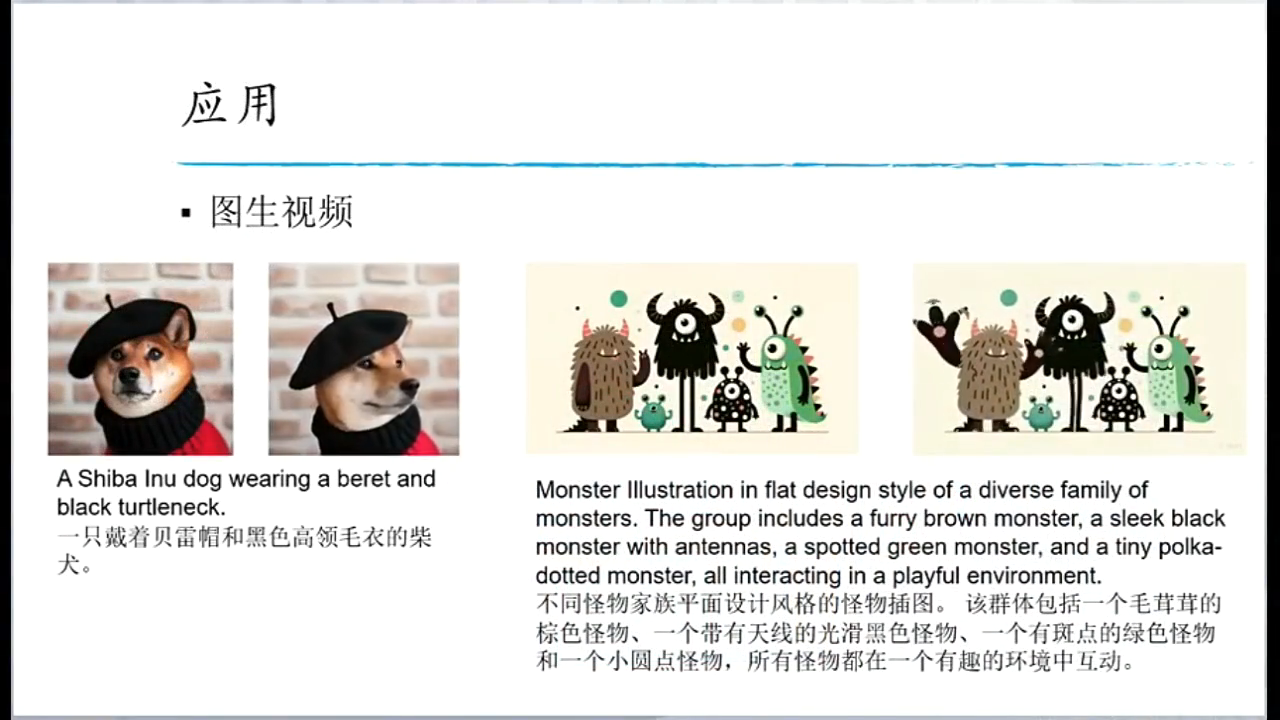 应用
▪ 图生视频
A Shiba Inu dog wearing a beret and
black turtleneck.
一只戴着贝雷帽和黑色高领毛衣的柴
犬。
Monster Illustration in flat design style of a diverse family of
monsters. The group includes a furry brown monster, a sleek black
monster with antennas, a spotted green monster, and a tiny polka-
dotted monster, all interacting in a playful environment.
不同怪物家族平面设计风格的怪物插图。 该群体包括一个毛茸茸的
棕色怪物、一个带有天线的光滑黑色怪物、一个有斑点的绿色怪物
和一个小圆点怪物，所有怪物都在一个有趣的环境中互动。